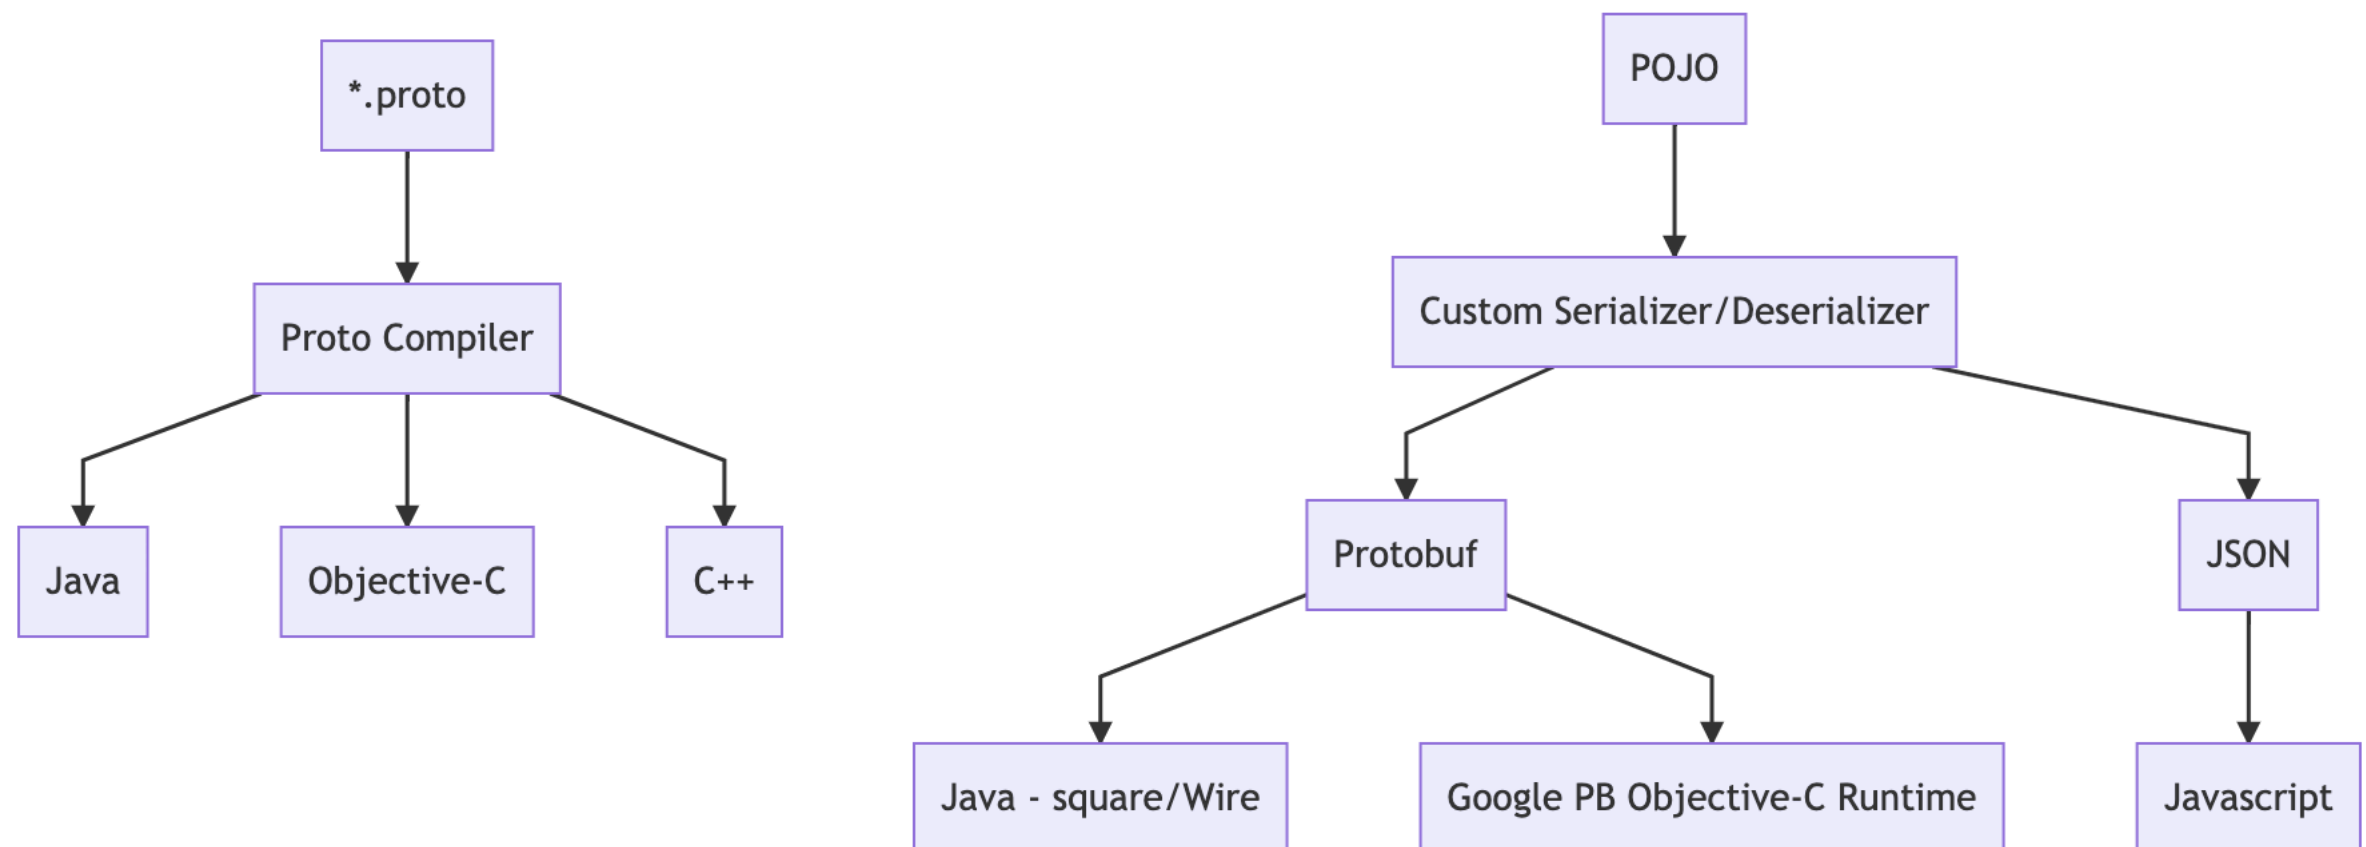 *.proto
Proto Compiler
Java
Objective-C
C++
POJO
Custom Serializer/Deserializer
Protobuf
JSON
Java - square/Wire
Google PB Objective-C Runtime
Javascript